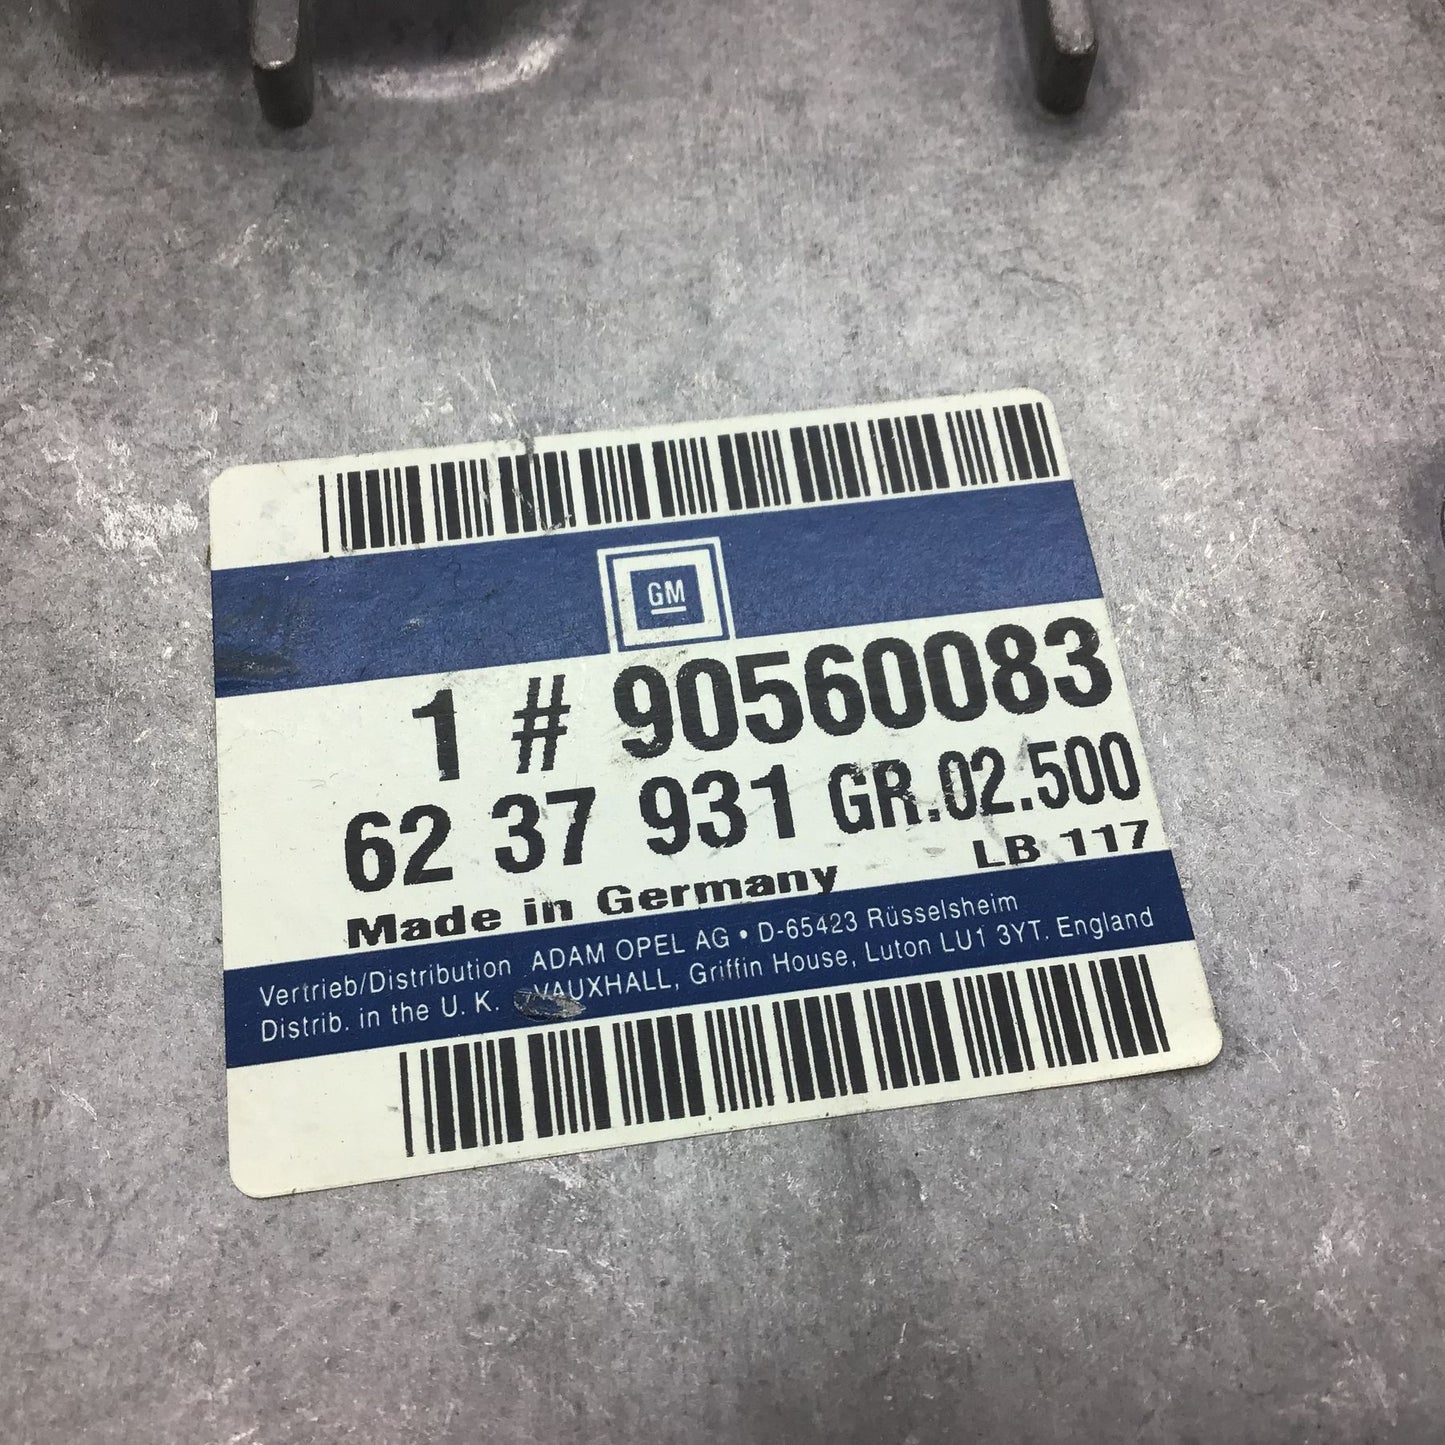 GM
1 # 90560083
62 37 931 GR.02.500
LB 117
Made in Germany
Vertrieb/Distribution ADAM OPEL AG • D-65423 Rüsselsheim
Distrib. in the U. K. VAUXHALL, Griffin House, Luton LU1 3YT. England